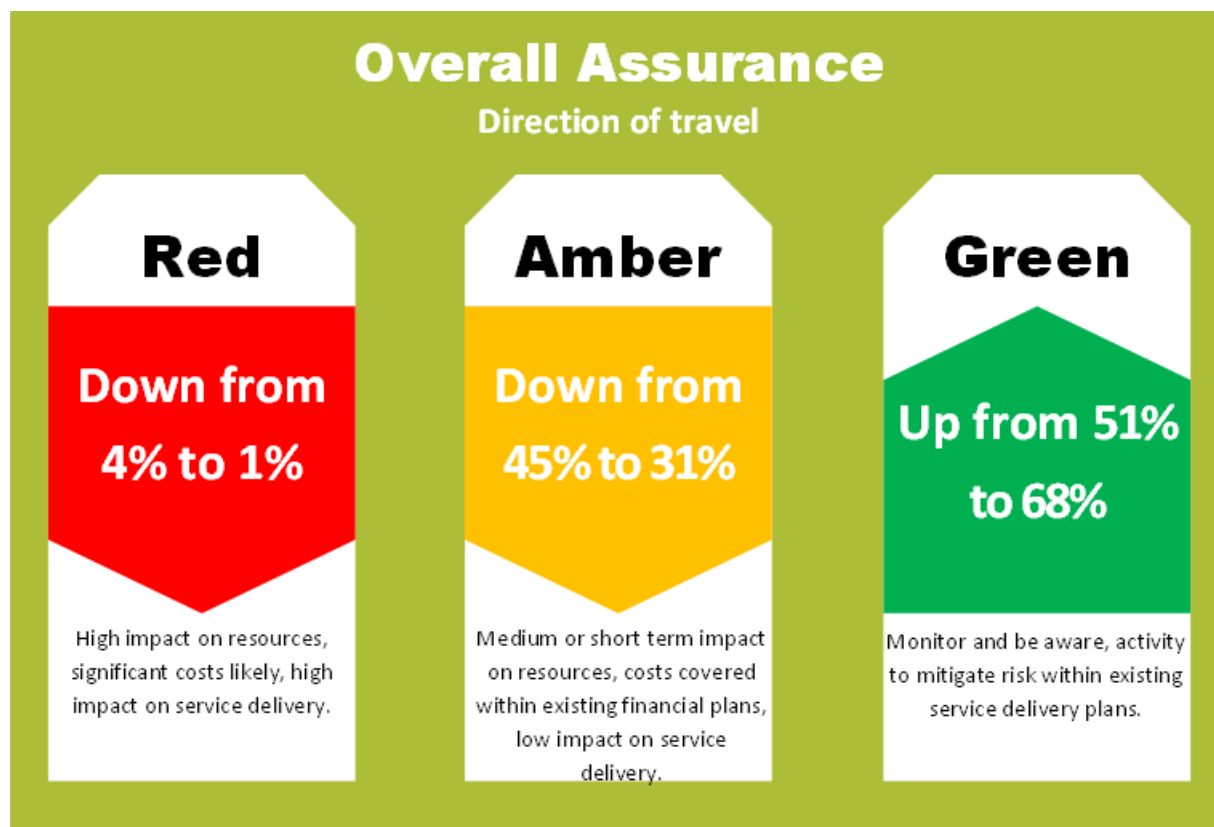 Overall Assurance
Direction of travel
Red
Down from
4% to 1%
High impact on resources,
significant costs likely, high
impact on service delivery.
Amber
Down from
45% to 31%
Medium or short term impact
on resources, costs covered
within existing financial plans,
low impact on service
delivery.
Green
Up from 51%
to 68%
Monitor and be aware, activity
to mitigate risk within existing
service delivery plans.